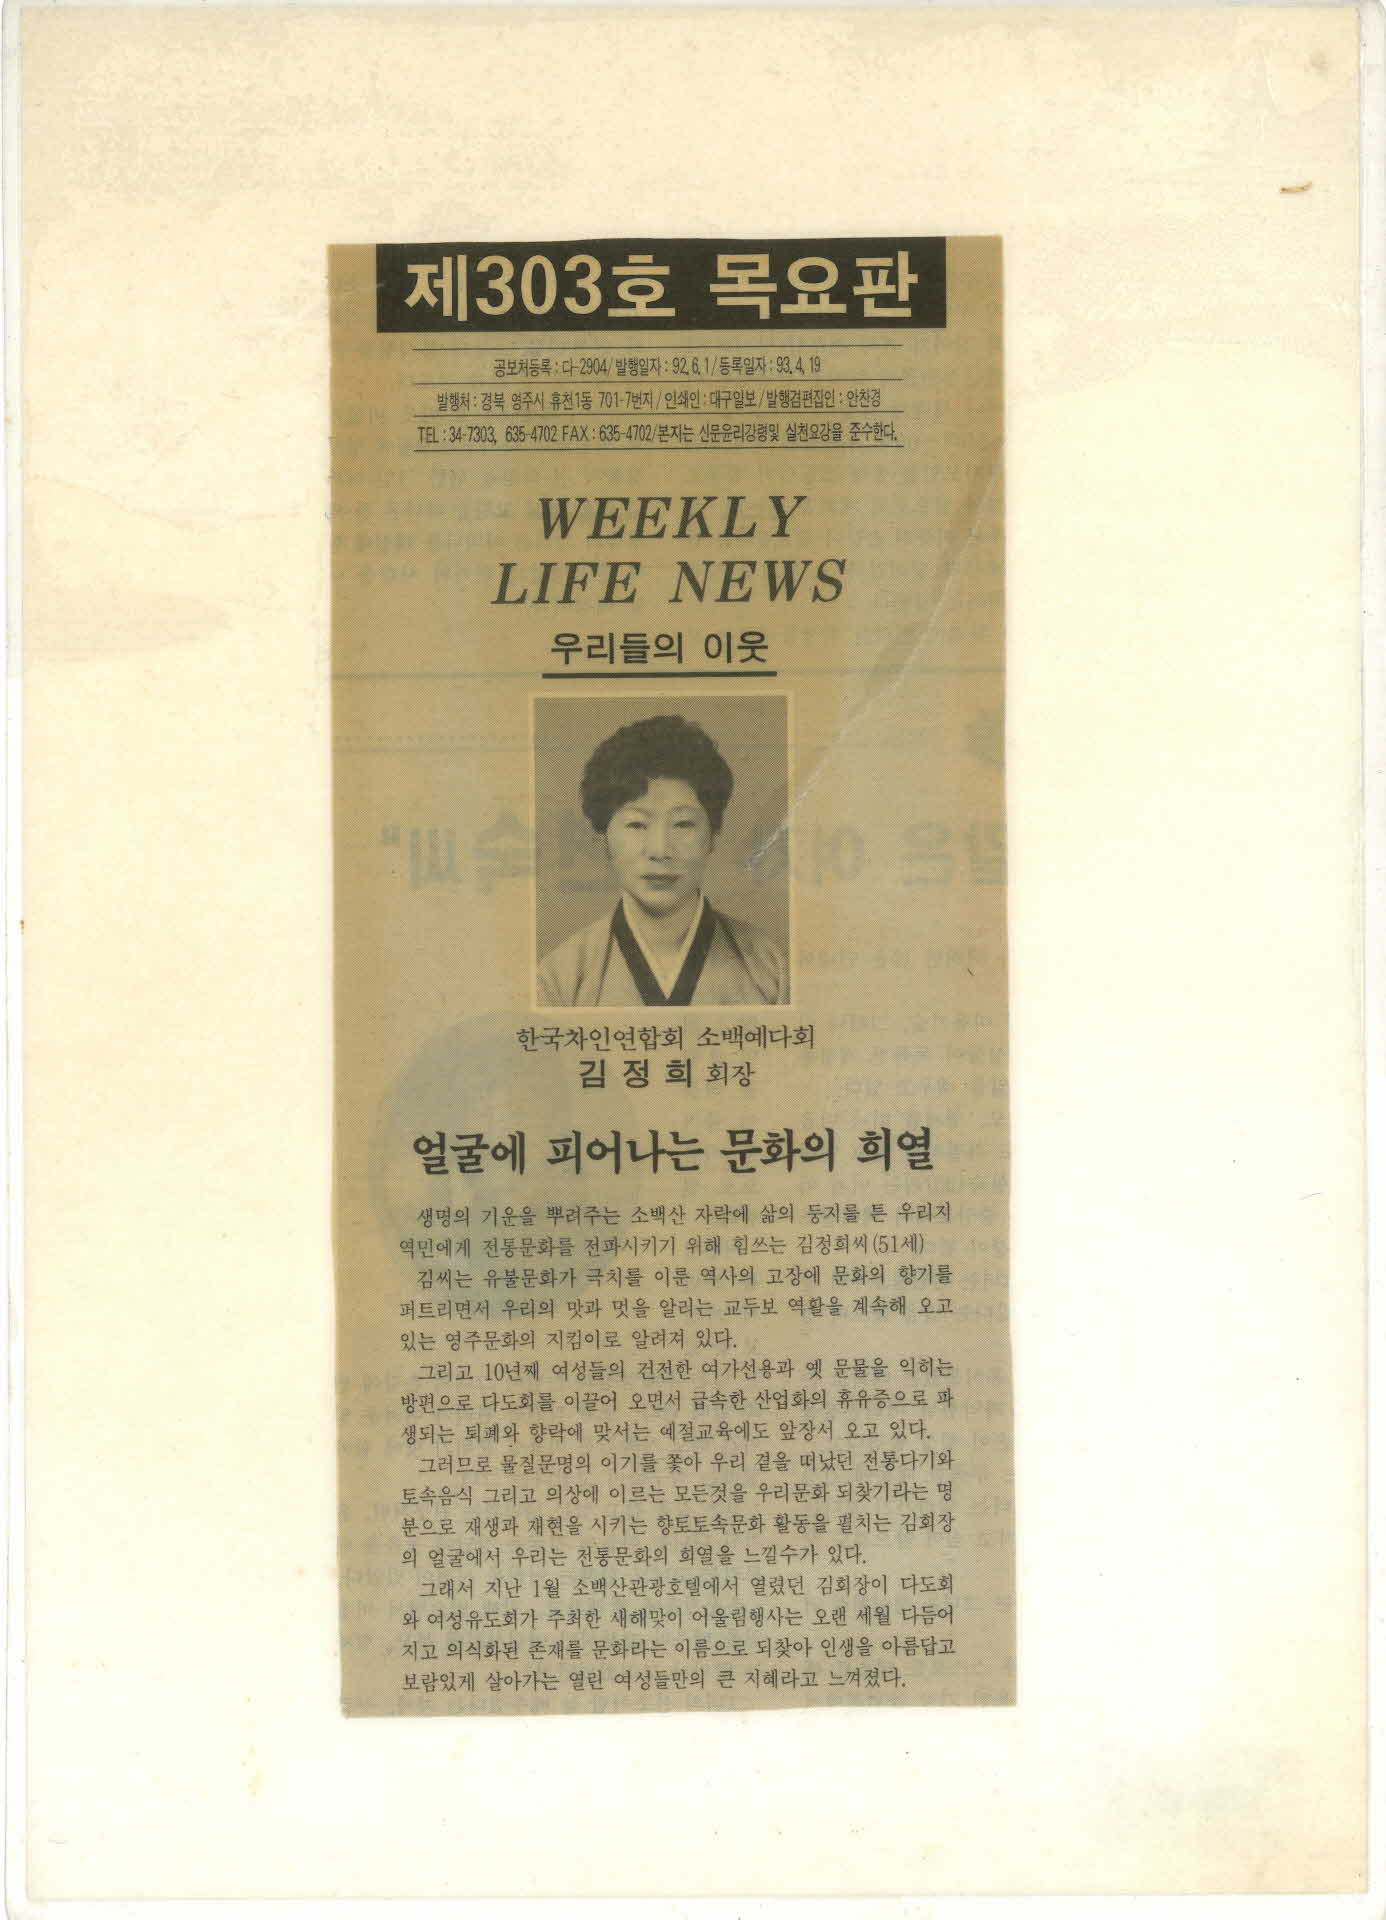 제303호 목요판
공보처등록 : 다-2904/발행일자 : 92, 6, 1/등록일자 : 93, 4, 19
발행처 : 경북 영주시 휴천1동 701-7번지/인쇄인 : 대구일보/발행겸편집인 : 안찬경
TEL : 34-7303, 635-4702 FAX : 635-4702/본지는 신문윤리강령및 실천요강을 준수한다.
WEEKLY
LIFE NEWS
우리들의 이웃
한국차인연합회 소백예다회
김 정 희 회장
얼굴에 피어나는 문화의 희열
생명의 기운을 뿌려주는 소백산 자락에 삶의 둥지를 튼 우리지
역민에게 전통문화를 전파시키기 위해 힘쓰는 김정희씨(51세)
김씨는 유불문화가 극치를 이룬 역사의 고장에 문화의 향기를
퍼트리면서 우리의 맛과 멋을 알리는 교두보 역활을 계속해 오고
있는 영주문화의 지킴이로 알려져 있다.
그리고 10년째 여성들의 건전한 여가선용과 옛 문물을 익히는
방편으로 다도회를 이끌어 오면서 급속한 산업화의 휴유증으로 파
생되는 퇴폐와 향락에 맞서는 예절교육에도 앞장서 오고 있다.
그러므로 물질문명의 이기를 쫓아 우리 곁을 떠났던 전통다기와
토속음식 그리고 의상에 이르는 모든것을 우리문화 되찾기라는 명
분으로 재생과 재현을 시키는 향토토속문화 활동을 펼치는 김회장
의 얼굴에서 우리는 전통문화의 희열을 느낄수가 있다.
그래서 지난 1월 소백산관광호텔에서 열렸던 김회장이 다도회
와 여성유도회가 주최한 새해맞이 어울림행사는 오랜 세월 다듬어
지고 의식화된 존재를 문화라는 이름으로 되찾아 인생을 아름답고
보람있게 살아가는 열린 여성들만의 큰 지혜라고 느껴졌다.